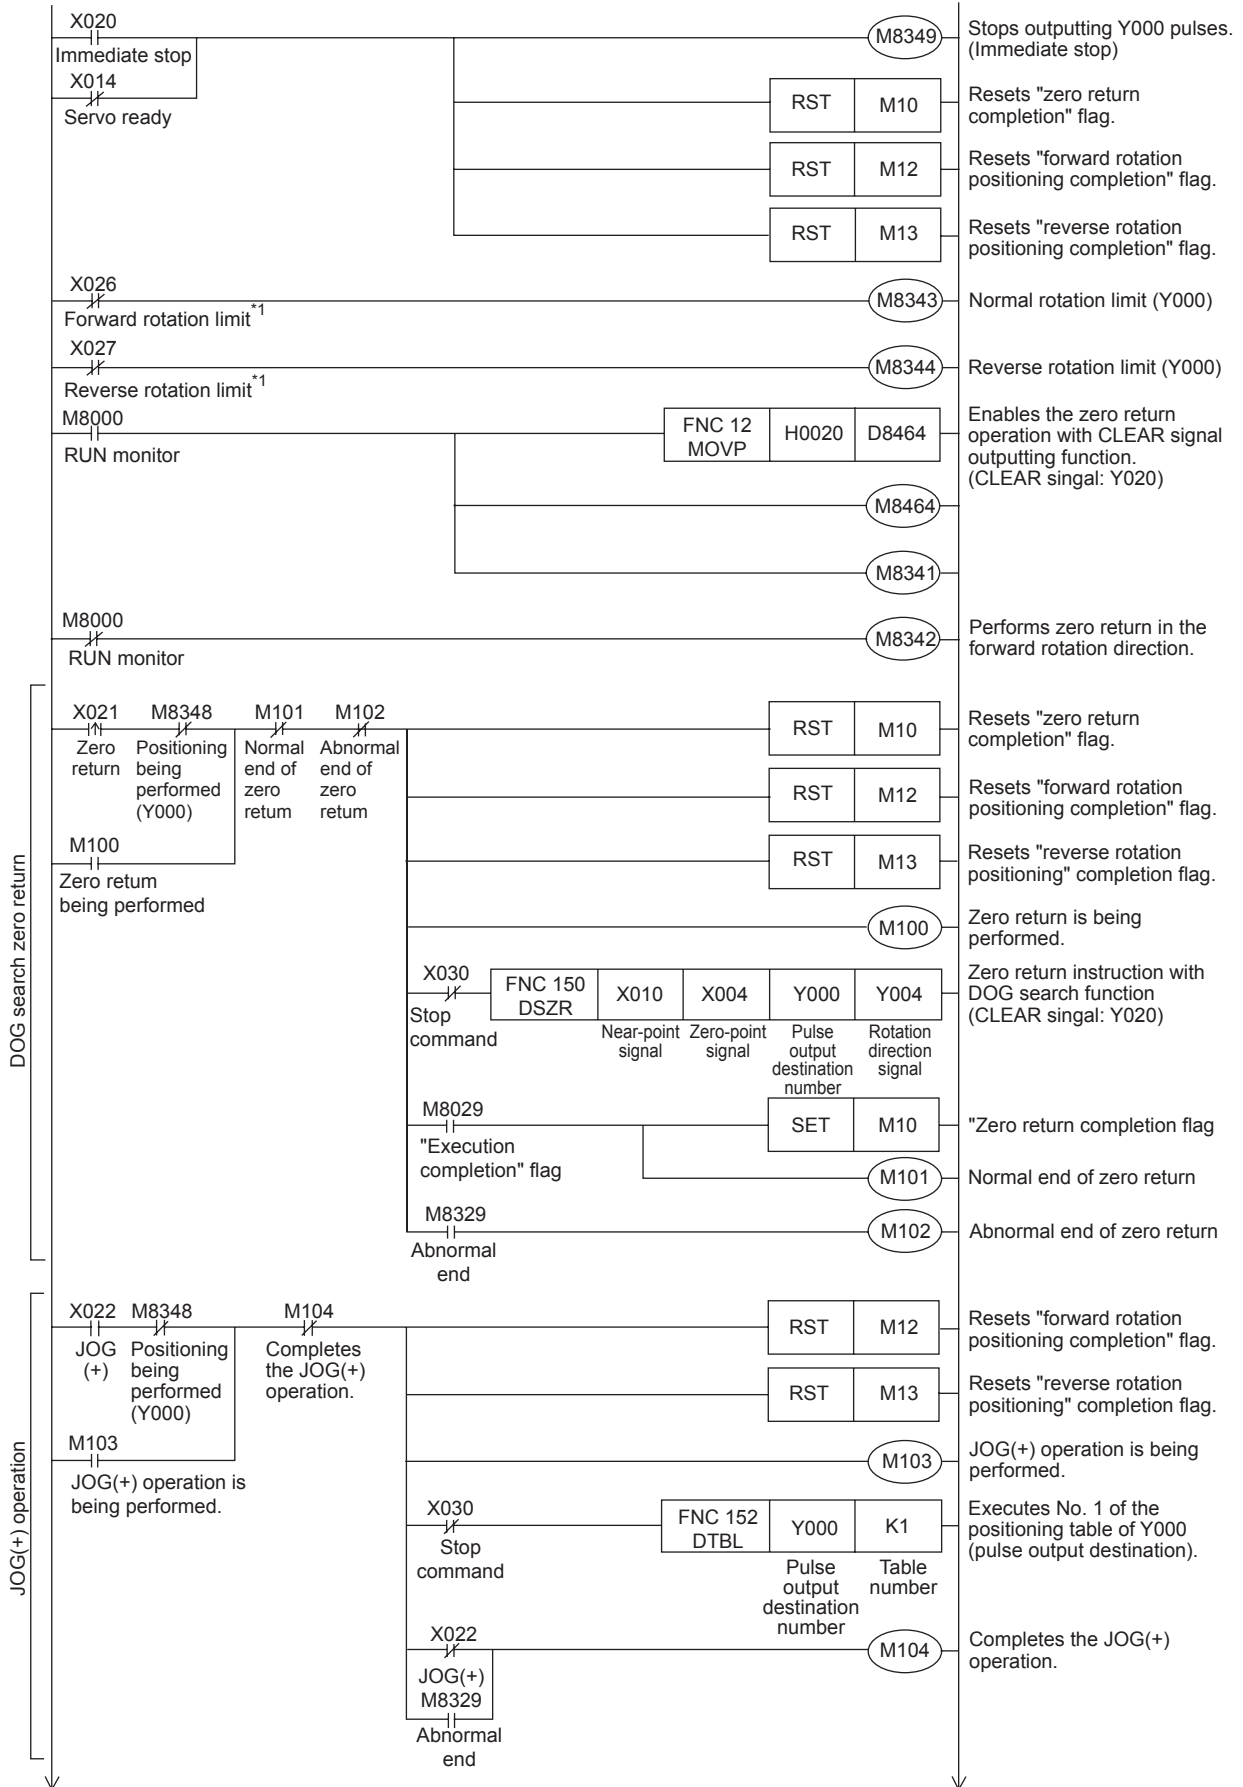 X020
Immediate stop
X014
Servo ready
M8349
Stops outputting Y000 pulses.
(Immediate stop)
RST M10
Resets "zero return
completion" flag.
RST M12
Resets "forward rotation
positioning completion" flag.
RST M13
Resets "reverse rotation
positioning completion" flag.
X026
Forward rotation limit*1
M8343
Normal rotation limit (Y000)
X027
Reverse rotation limit*1
M8344
Reverse rotation limit (Y000)
M8000
RUN monitor
FNC 12
MOVP
H0020 D8464
Enables the zero return
operation with CLEAR signal
outputting function.
(CLEAR singal: Y020)
M8464
M8341
M8000
RUN monitor
M8342
Performs zero return in the
forward rotation direction.
DOG search zero return
X021 M8348 M101 M102
Zero
return
Positioning
being
performed
(Y000)
Normal
end of
zero
retum
Abnormal
end of
zero
retum
M100
Zero retum
being performed
RST M10
Resets "zero return
completion" flag.
RST M12
Resets "forward rotation
positioning completion" flag.
RST M13
Resets "reverse rotation
positioning" completion flag.
M100
Zero return is being
performed.
X030
Stop
command
FNC 150
DSZR
X010 X004 Y000 Y004
Near-point
signal
Zero-point
signal
Pulse
output
destination
number
Rotation
direction
signal
Zero return instruction with
DOG search function
(CLEAR singal: Y020)
M8029
"Execution
completion" flag
SET M10
"Zero return completion flag
M101
Normal end of zero return
M8329
Abnormal
end
M102
Abnormal end of zero return
JOG(+) operation
X022 M8348 M104
JOG
(+)
Positioning
being
performed
(Y000)
Completes
the JOG(+)
operation.
M103
JOG(+) operation is
being performed.
RST M12
Resets "forward rotation
positioning completion" flag.
RST M13
Resets "reverse rotation
positioning" completion flag.
M103
JOG(+) operation is being
performed.
X030
Stop
command
FNC 152
DTBL
Y000 K1
Pulse
output
destination
number
Table
number
Executes No. 1 of the
positioning table of Y000
(pulse output destination).
X022
JOG(+)
M8329
Abnormal
end
M104
Completes the JOG(+)
operation.